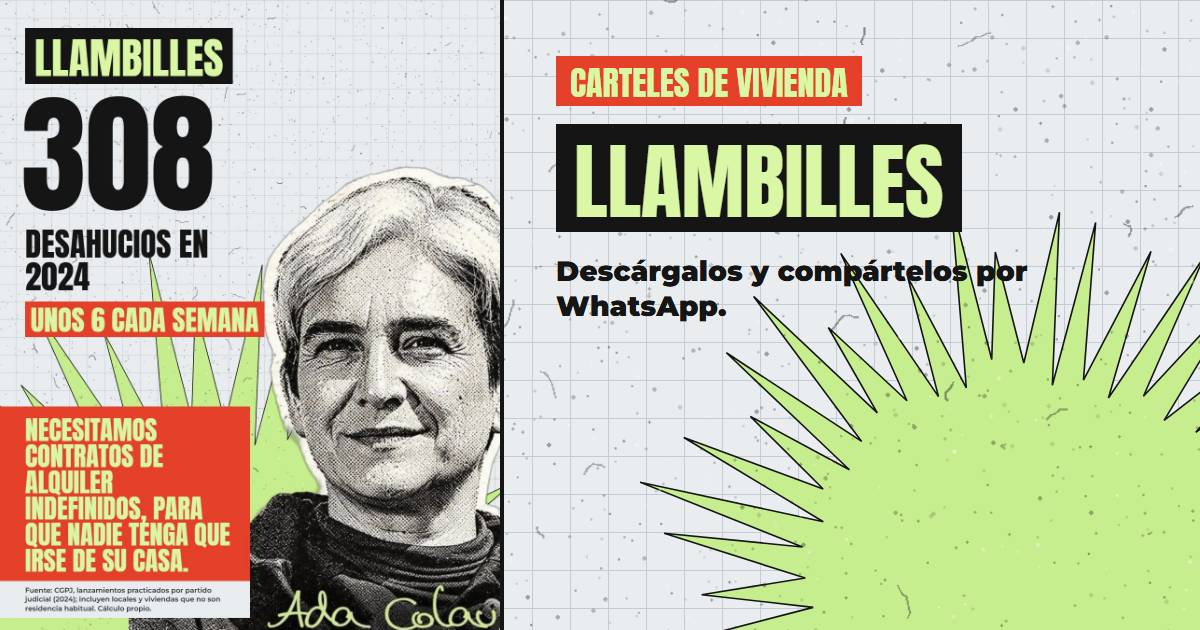 LLAMBILLES
308
DESAHUCIOS EN
2024
UNOS 6 CADA SEMANA
NECESITAMOS
CONTRATOS DE
ALQUILER
INDEFINIDOS, PARA
QUE NADIE TENGA QUE
IRSE DE SU CASA.
Fuente: CGPJ, lanzamientos practicados por partido
judicial (2024); incluyen locales y viviendas que no son
residencia habitual. Cálculo propio.
Ada Colau
CARTELES DE VIVIENDA
LLAMBILLES
Descárgalos y compártelos por
WhatsApp.